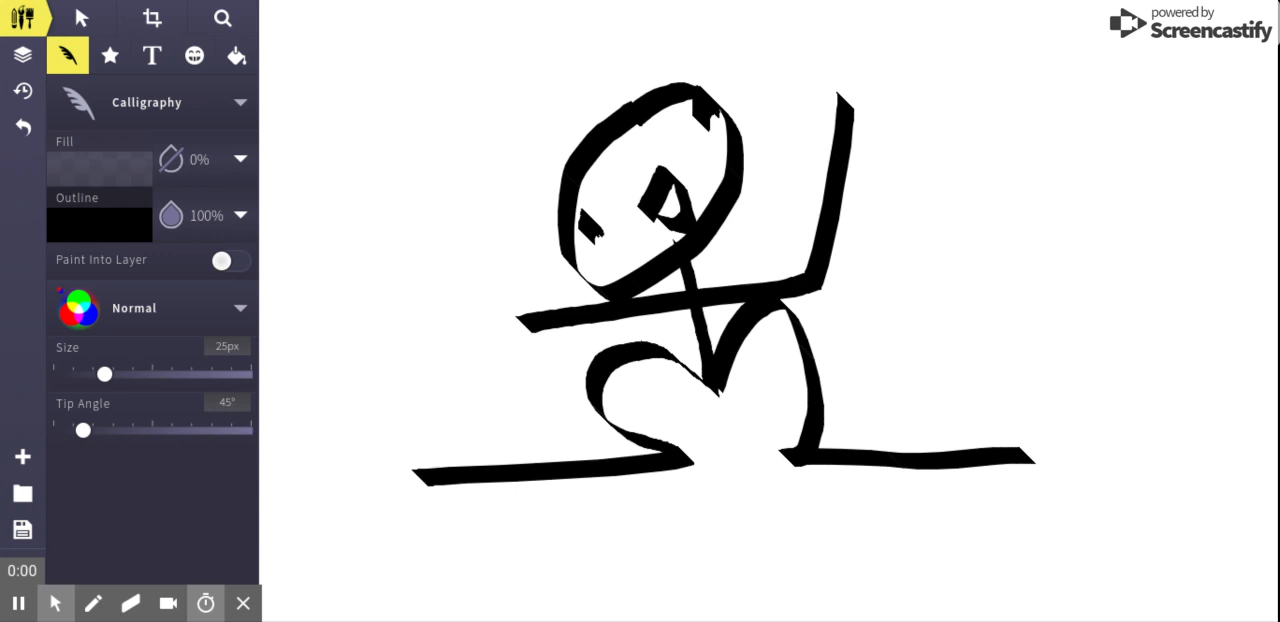 powered by
Screencastify
T
Calligraphy
Fill
0%
Outline
100%
Paint Into Layer
Normal
Size
25px
Tip Angle
45°
0:00